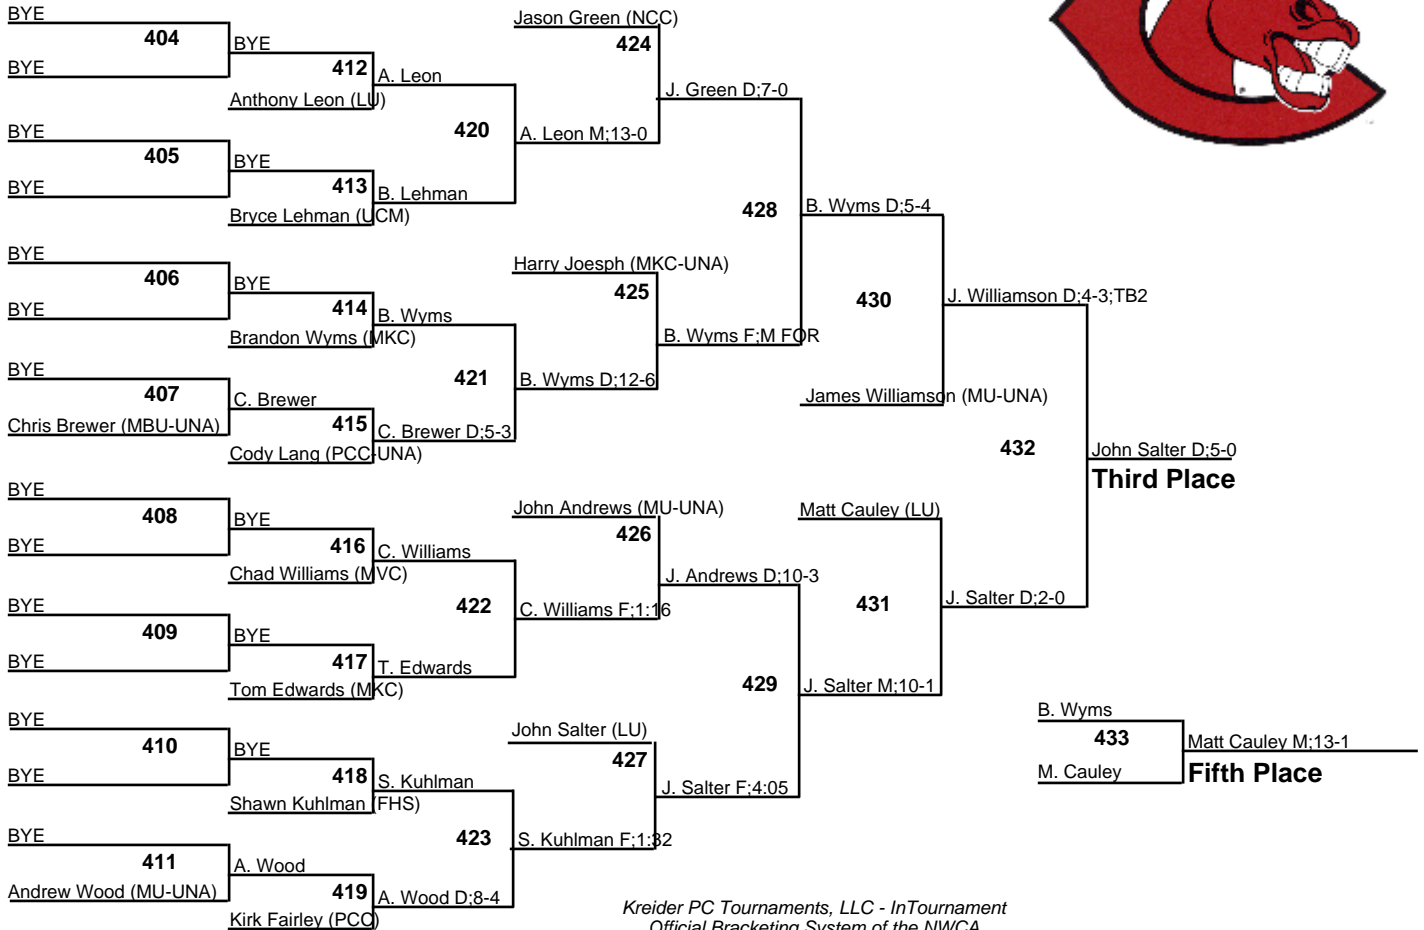 BYE
404
BYE
BYE
412
Anthony Leon (LU)
A. Leon
BYE
405
BYE
BYE
413
Bryce Lehman (UCM)
B. Lehman
420
A. Leon M;13-0
Jason Green (NCC)
424
J. Green D;7-0
BYE
406
BYE
BYE
414
Brandon Wyms (MKC)
B. Wyms
BYE
407
Chris Brewer (MBU-UNA)
C. Brewer
415
Cody Lang (PCC-UNA)
C. Brewer D;5-3
421
B. Wyms D;12-6
Harry Joesph (MKC-UNA)
425
B. Wyms F;M FOR
428
B. Wyms D;5-4
430
James Williamson (MU-UNA)
J. Williamson D;4-3;TB2
BYE
408
BYE
BYE
416
Chad Williams (MVC)
C. Williams
BYE
409
BYE
BYE
417
Tom Edwards (MKC)
T. Edwards
422
C. Williams F;1:16
John Andrews (MU-UNA)
426
J. Andrews D;10-3
BYE
410
BYE
BYE
418
Shawn Kuhlman (FHS)
S. Kuhlman
BYE
411
Andrew Wood (MU-UNA)
A. Wood
419
Kirk Fairley (PCC)
A. Wood D;8-4
423
S. Kuhlman F;1:32
John Salter (LU)
427
J. Salter F;4:05
429
J. Salter M;10-1
Matt Cauley (LU)
431
J. Salter D;2-0
432
John Salter D;5-0
Third Place
B. Wyms
433
M. Cauley
Matt Cauley M;13-1
Fifth Place
Kreider PC Tournaments, LLC - InTournament
Official Bracketing System of the NWCA